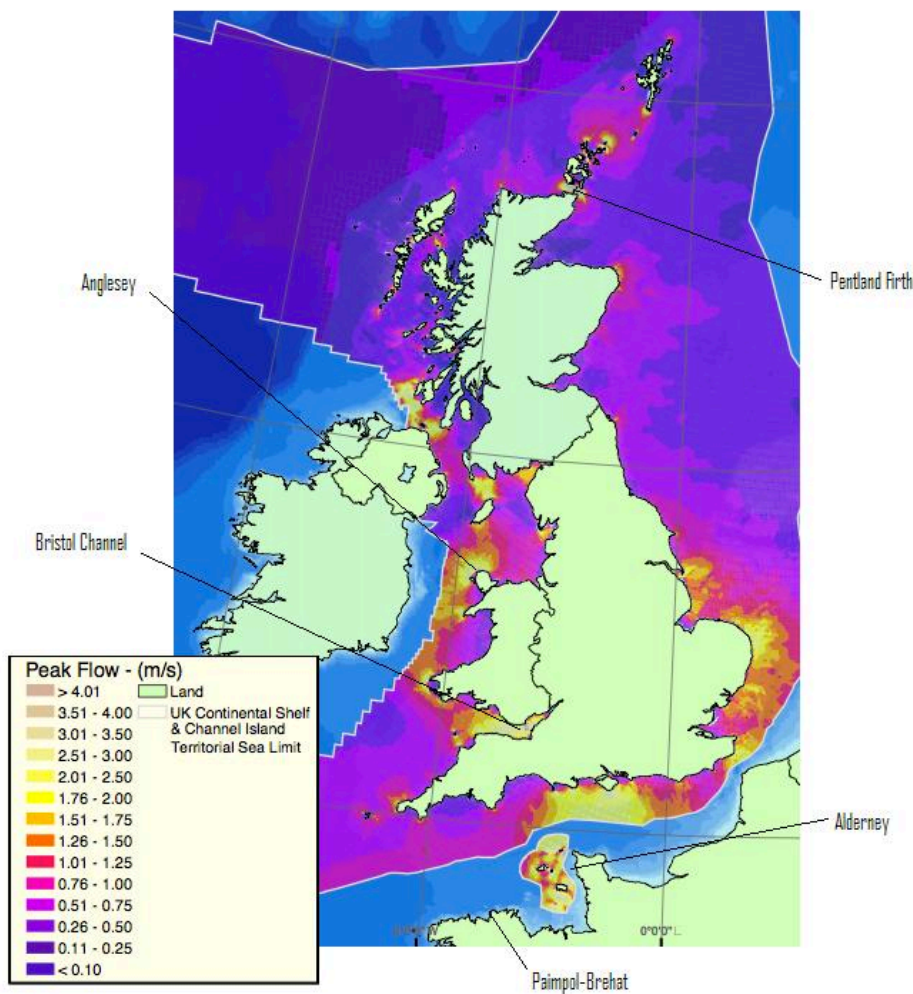 Pentland Firth
Anglesey
Bristol Channel
Peak Flow - (m/s)
> 4.01
Land
3.51 - 4.00
UK Continental Shelf
& Channel Island
Territorial Sea Limit
3.01 - 3.50
2.51 - 3.00
2.01 - 2.50
1.76 - 2.00
1.51 - 1.75
1.26 - 1.50
1.01 - 1.25
0.76 - 1.00
0.51 - 0.75
0.26 - 0.50
0.11 - 0.25
< 0.10
Alderney
0°0'0"
Paimpol-Brehat